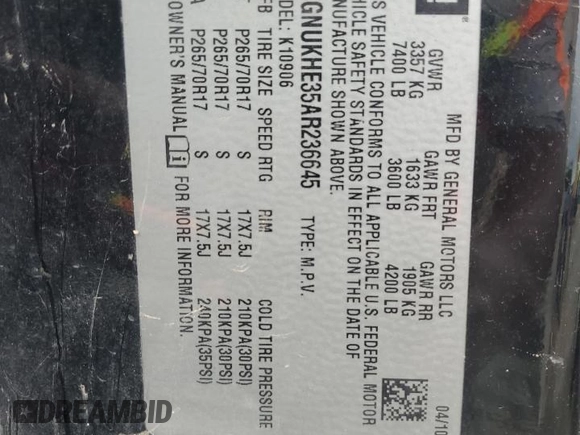 MFD BY GENERAL MOTORS LLC 04/10
GVWR GAWR FRT GAWR RR
3357 KG 1633 KG 1905 KG
7400 LB 3600 LB 4200 LB
VEHICLE CONFORMS TO ALL APPLICABLE U.S. FEDERAL MOTOR
SAFETY STANDARDS IN EFFECT ON THE DATE OF
SHOWN ABOVE.
GNUKHE35AR236645 TYPE: M.P.V.
MODEL: K10906
TIRE SIZE SPEED RTG RIM COLD TIRE PRESSURE
P265/70R17 S 17X7.5J 210KPA(30PSI)
P265/70R17 S 17X7.5J 210KPA(30PSI)
P265/70R17 S 17X7.5J 240KPA(35PSI)
OWNER'S MANUAL FOR MORE INFORMATION.
DREAMBID